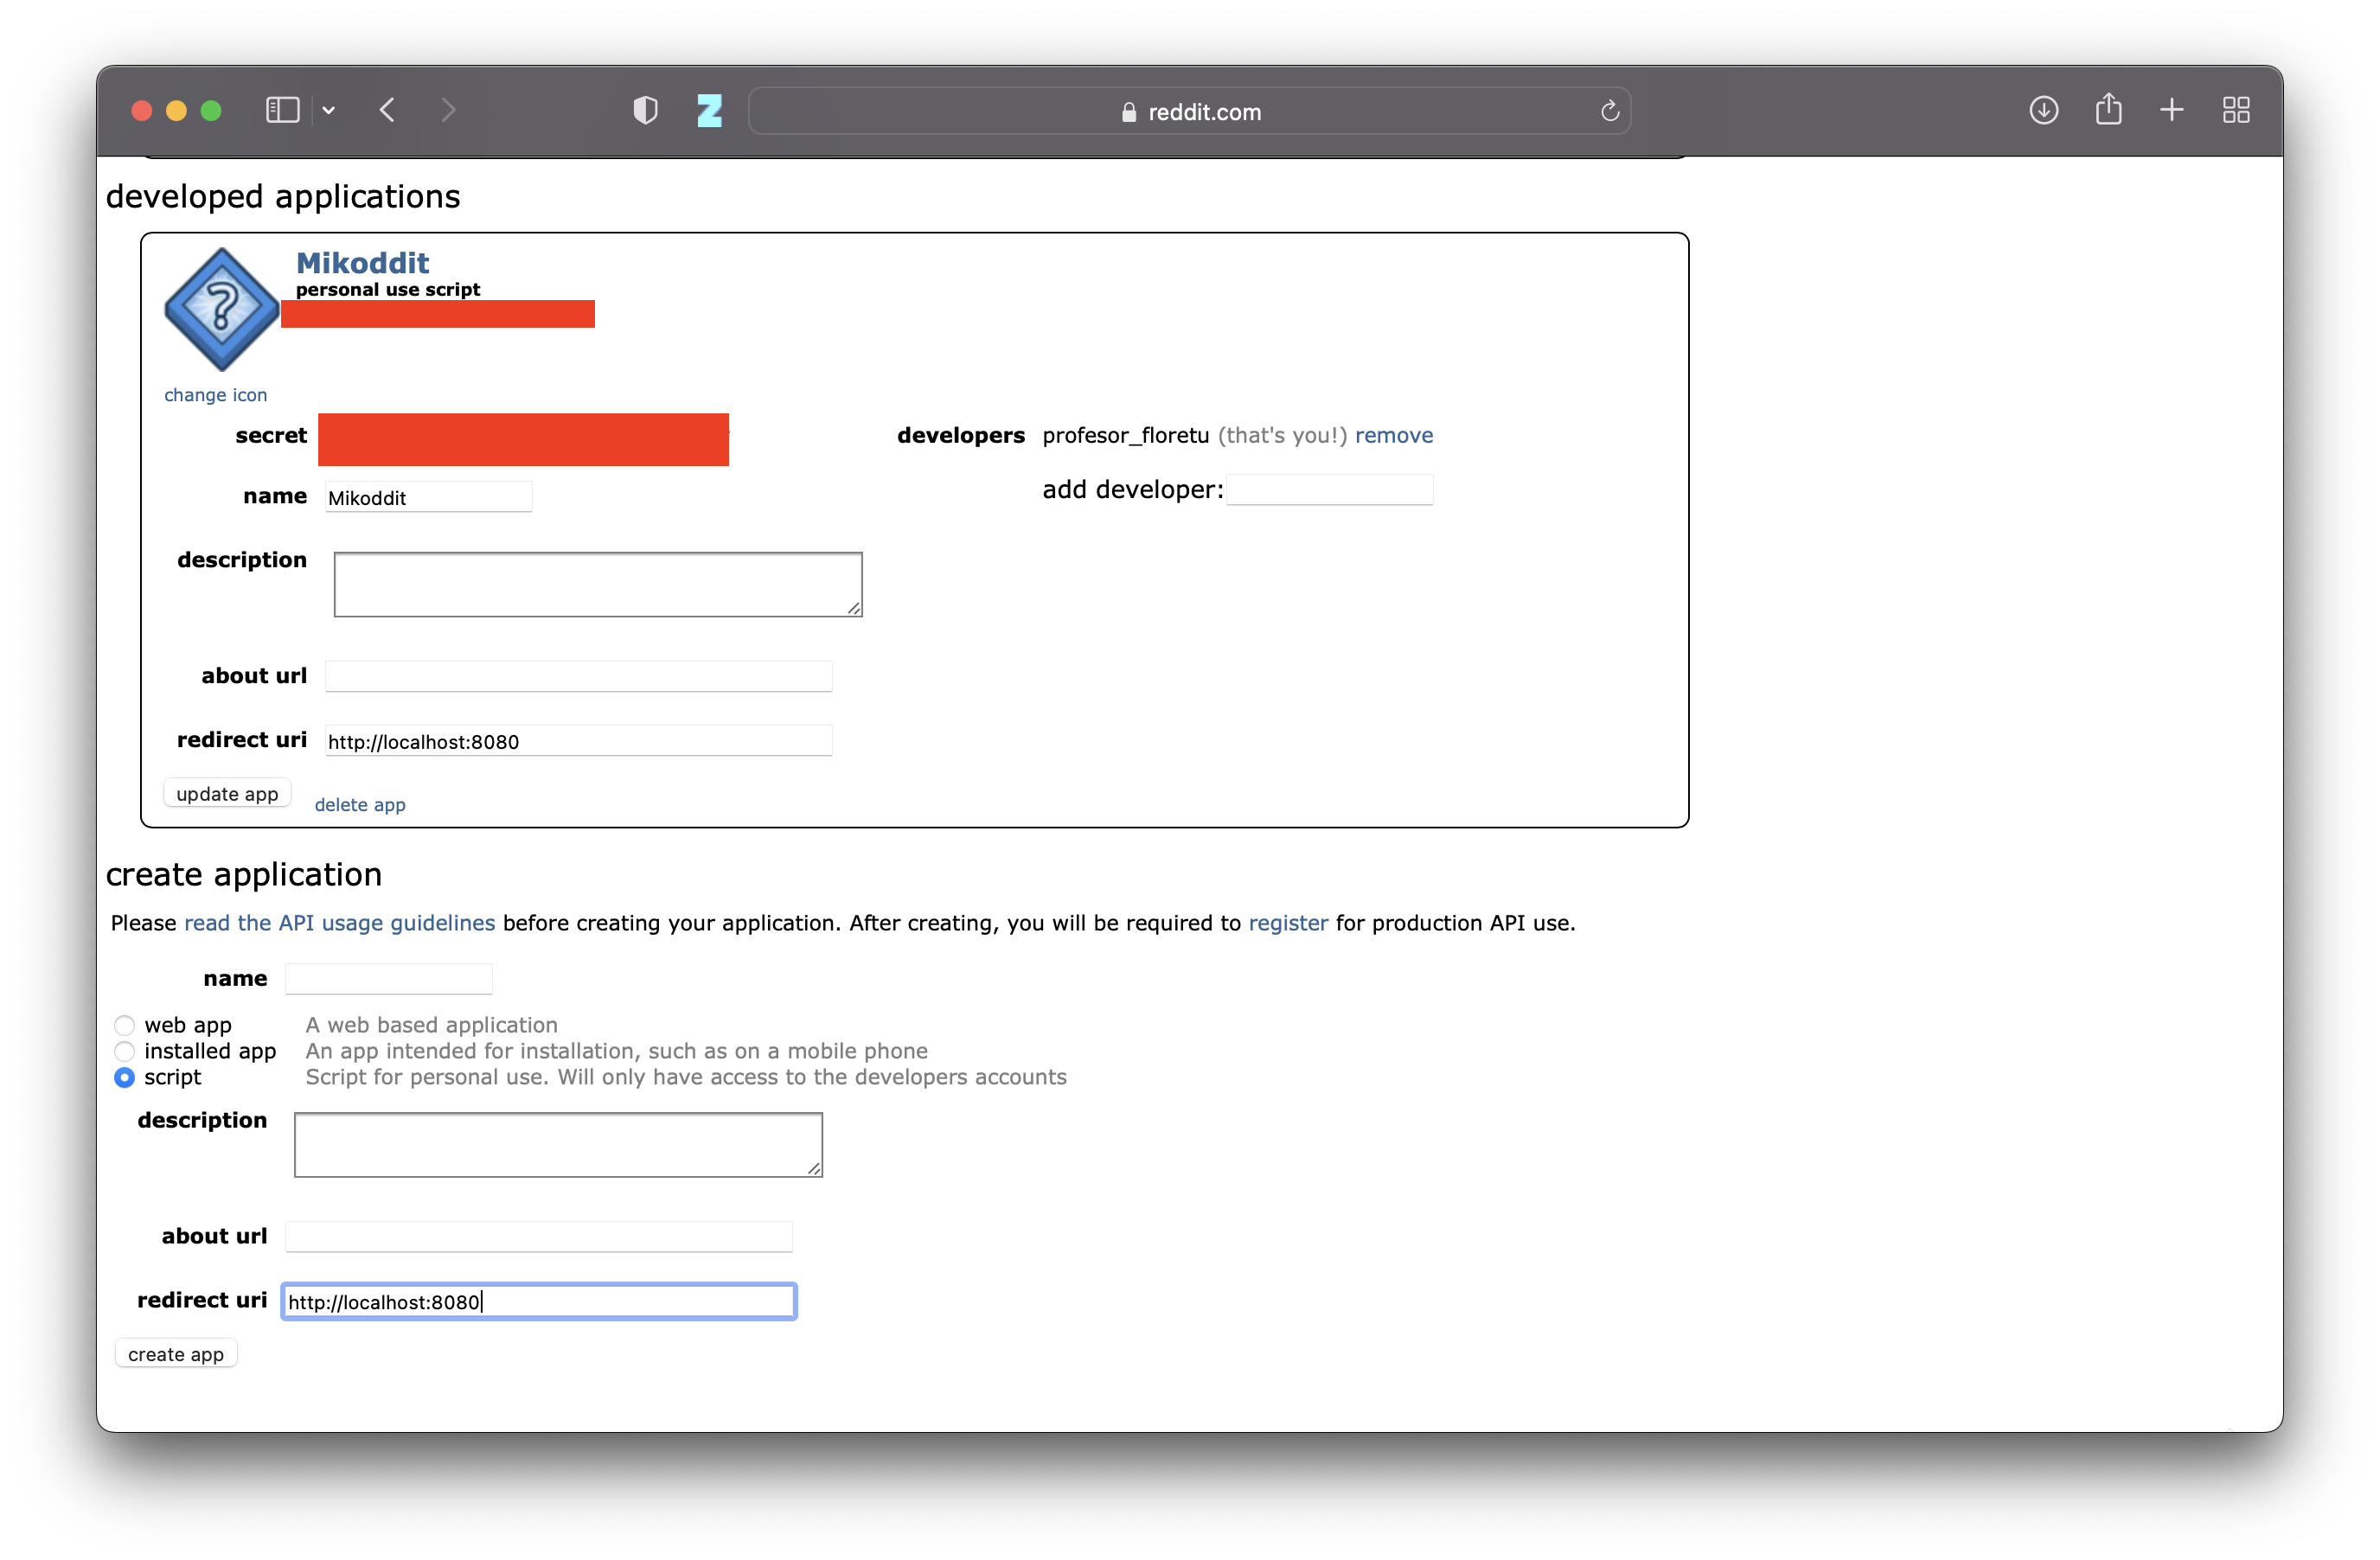 reddit.com
developed applications
Mikoddit
personal use script
change icon
secret
developers profesor_floretu (that's you!) remove
name Mikoddit
add developer:
description
about url
redirect uri http://localhost:8080
update app delete app
create application
Please read the API usage guidelines before creating your application. After creating, you will be required to register for production API use.
name
web app A web based application
installed app An app intended for installation, such as on a mobile phone
script Script for personal use. Will only have access to the developers accounts
description
about url
redirect uri http://localhost:8080
create app